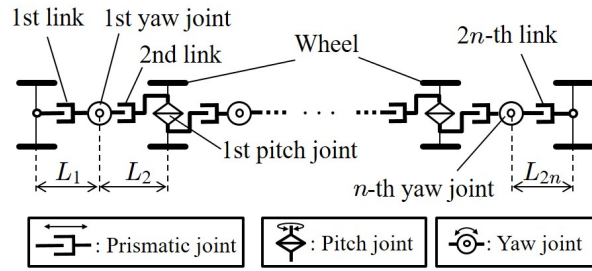 1st link
1st yaw joint
2nd link
Wheel
2n-th link
1st pitch joint
L₁
L₂
n-th yaw joint
L₂ₙ
: Prismatic joint
: Pitch joint
: Yaw joint